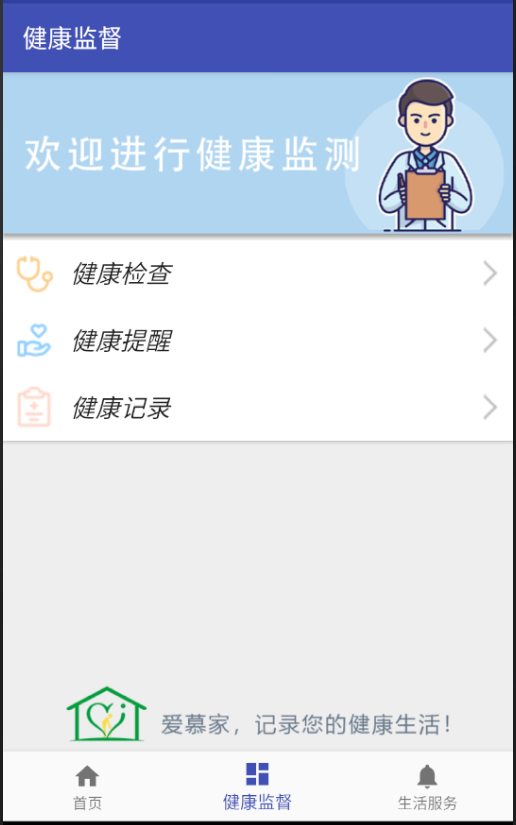 健康监督
欢迎进行健康监测
健康检查
健康提醒
健康记录
爱慕家，记录您的健康生活！
首页
健康监督
生活服务